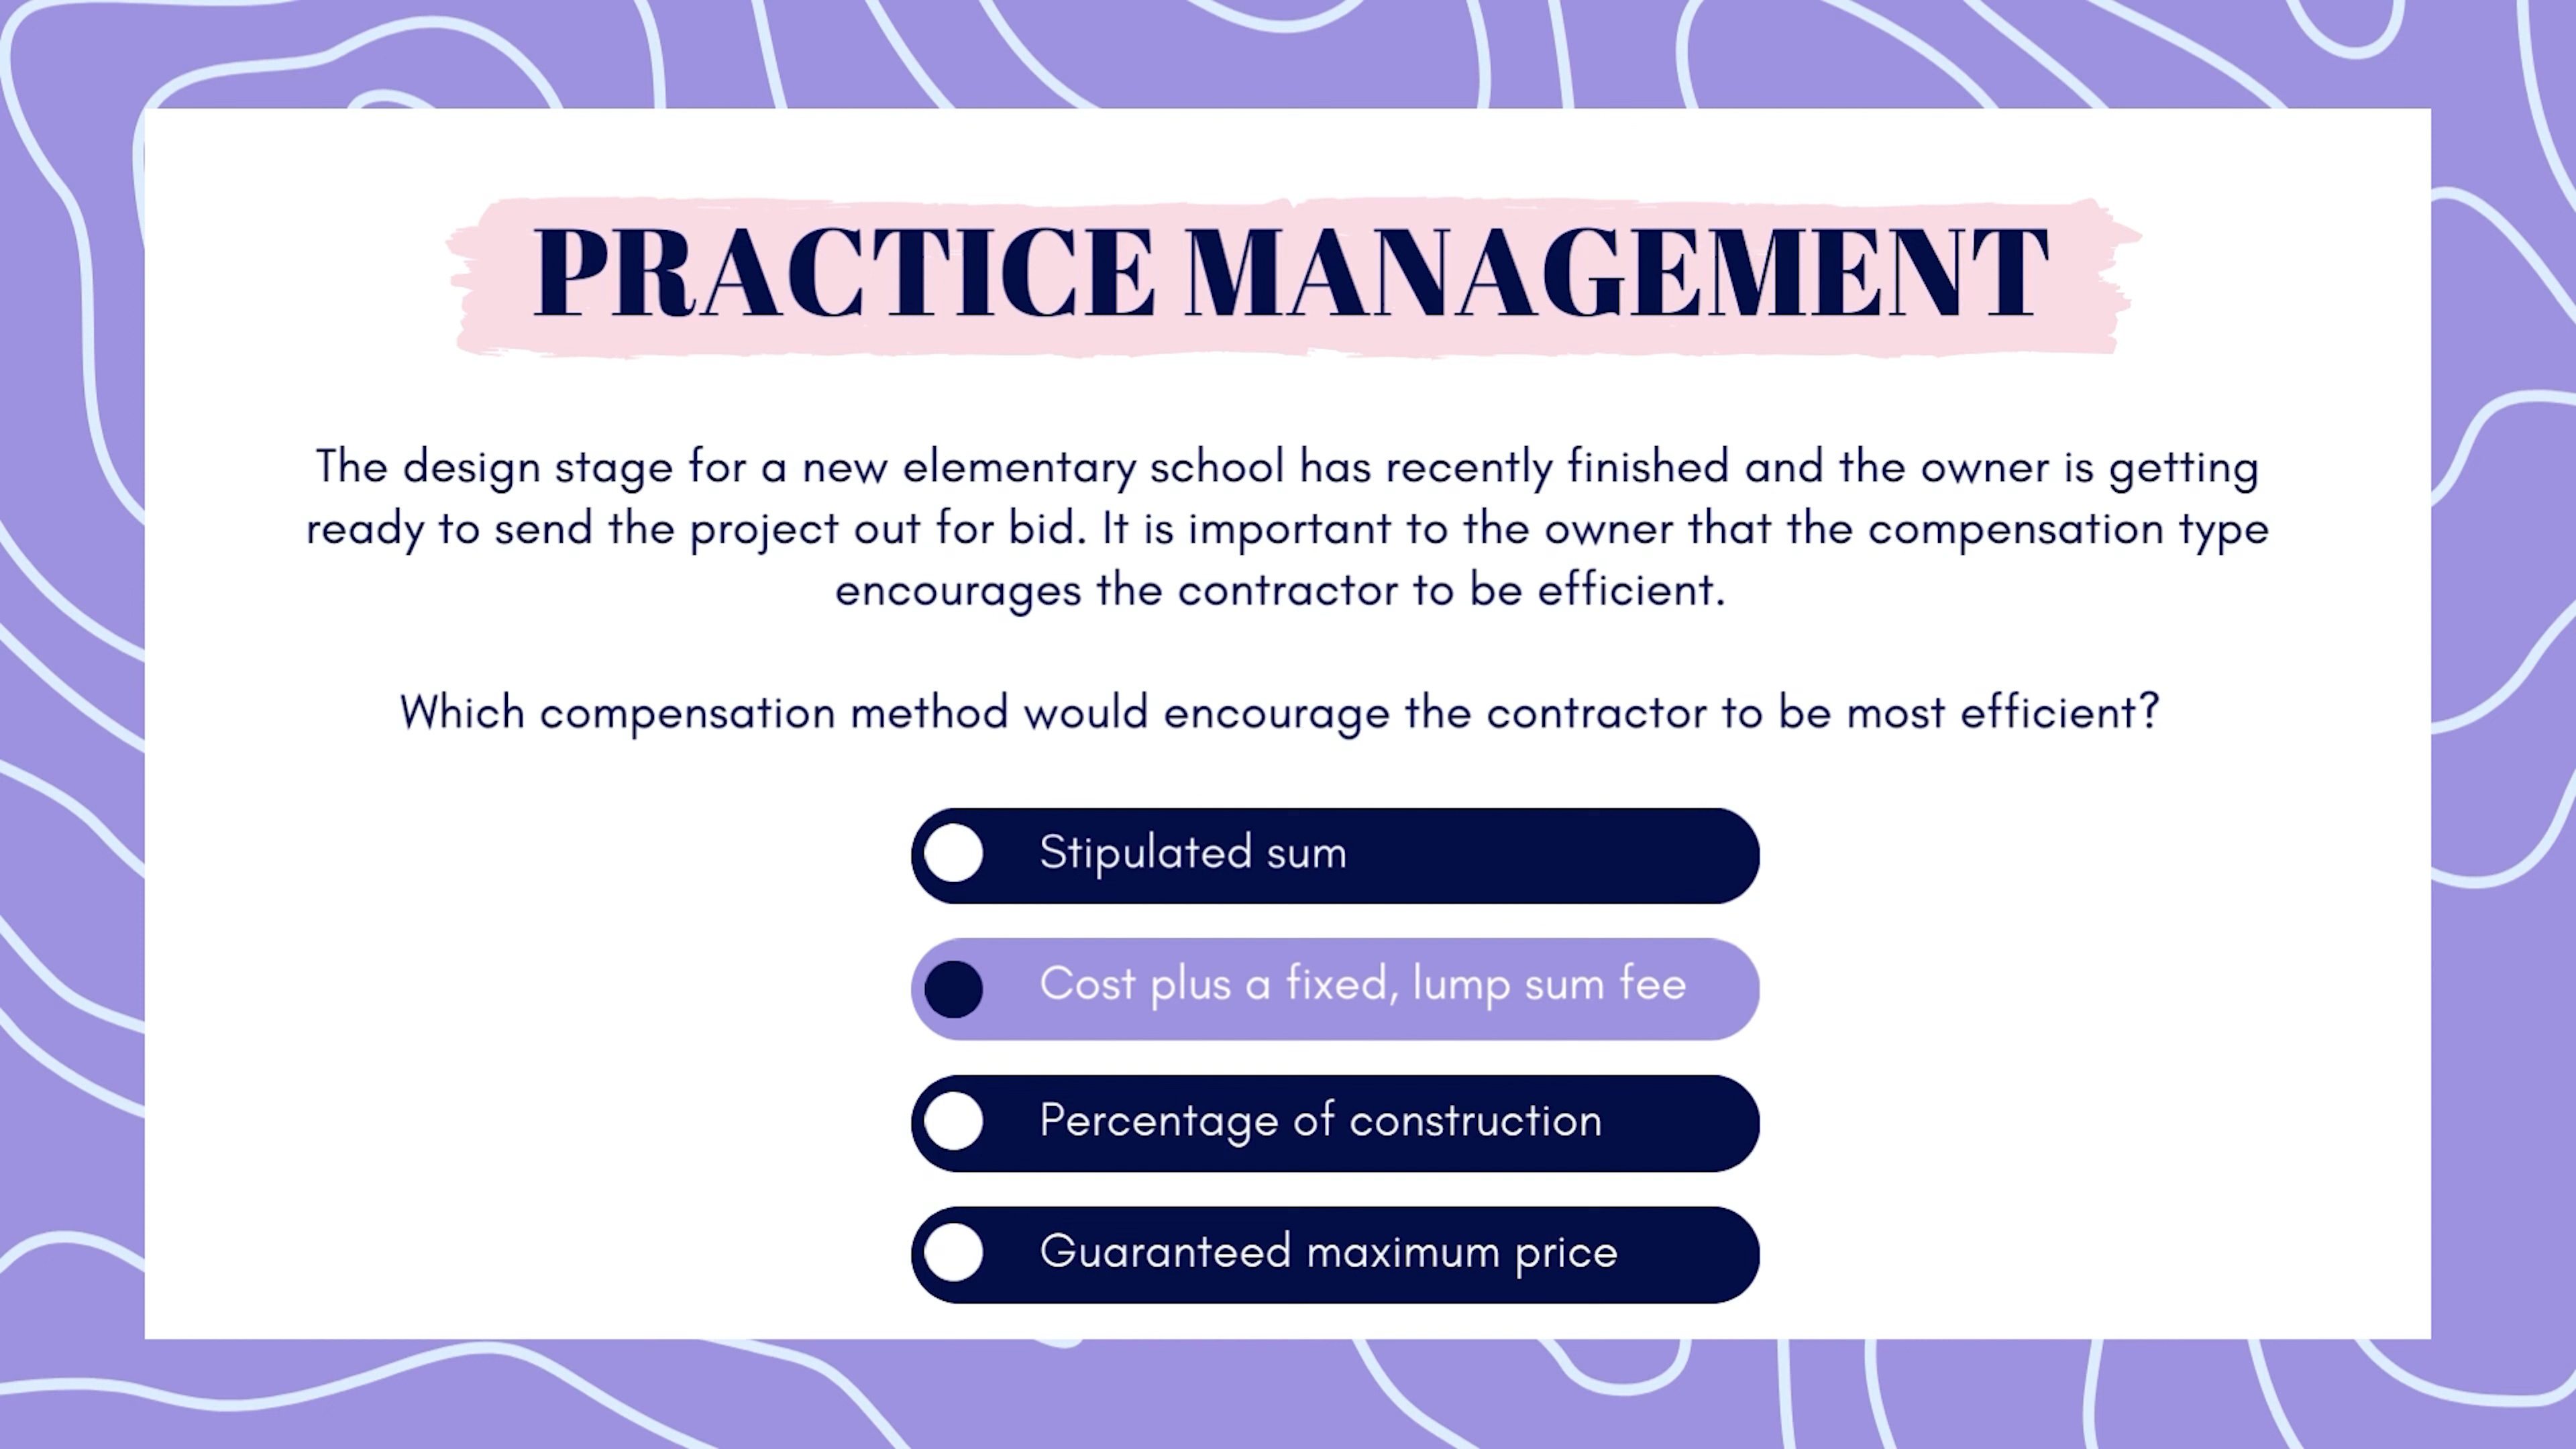 PRACTICE MANAGEMENT
The design stage for a new elementary school has recently finished and the owner is getting
ready to send the project out for bid. It is important to the owner that the compensation type
encourages the contractor to be efficient.
Which compensation method would encourage the contractor to be most efficient?
Stipulated sum
Cost plus a fixed, lump sum fee
Percentage of construction
Guaranteed maximum price